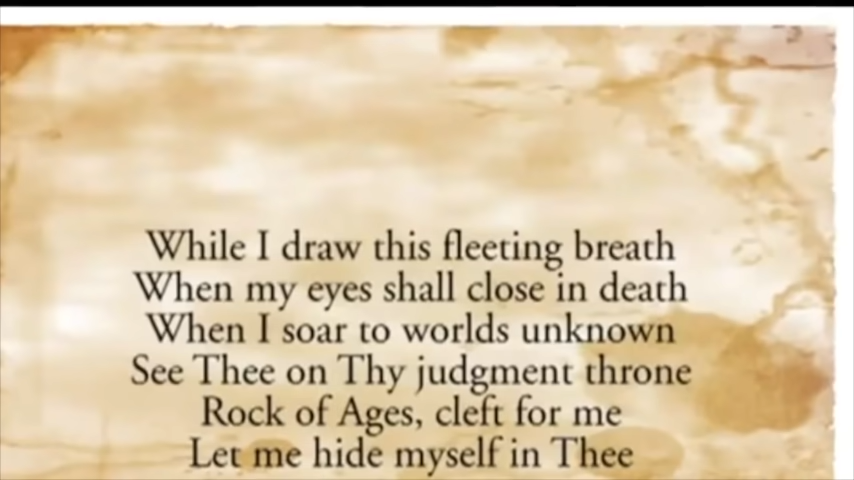 While I draw this fleeting breath
When my eyes shall close in death
When I soar to worlds unknown
See Thee on Thy judgment throne
Rock of Ages, cleft for me
Let me hide myself in Thee